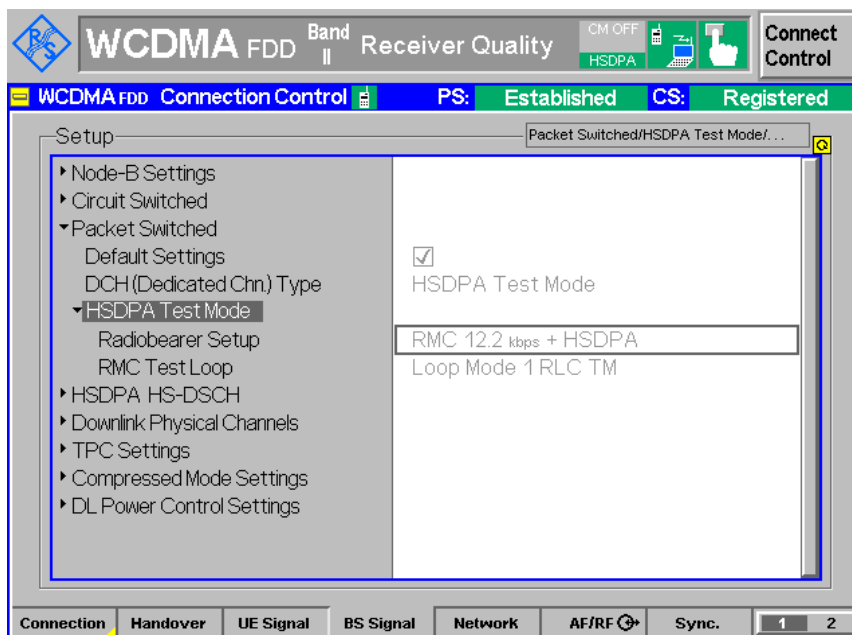 R&S
WCDMA FDD Band II Receiver Quality
CM OFF
HSDPA
Connect Control
WCDMA FDD Connection Control PS: Established CS: Registered
Setup
Packet Switched/HSDPA Test Mode/...
Node-B Settings
Circuit Switched
Packet Switched
Default Settings
DCH (Dedicated Chn.) Type HSDPA Test Mode
HSDPA Test Mode
Radiobearer Setup RMC 12.2 kbps + HSDPA
RMC Test Loop Loop Mode 1 RLC TM
HSDPA HS-DSCH
Downlink Physical Channels
TPC Settings
Compressed Mode Settings
DL Power Control Settings
Connection Handover UE Signal BS Signal Network AF/RF Sync. 1 2